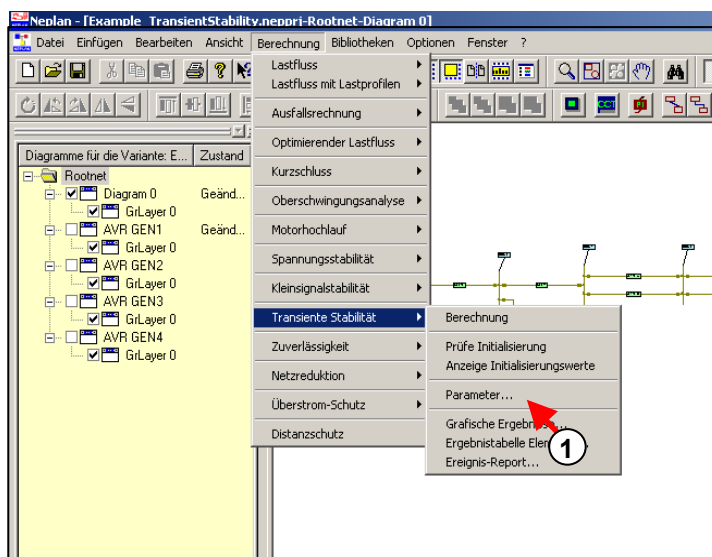 Neplan - [Example_TransientStability.neppri-Rootnet-Diagram 0]
Datei Einfügen Bearbeiten Ansicht Berechnung Bibliotheken Optionen Fenster ?
Diagramme für die Variante: E... Zustand
Rootnet
Diagram 0 Geänd...
GrLayer 0
AVR GEN1 Geänd...
GrLayer 0
AVR GEN2
GrLayer 0
AVR GEN3
GrLayer 0
AVR GEN4
GrLayer 0
Lastfluss
Lastfluss mit Lastprofilen
Ausfallsrechnung
Optimierender Lastfluss
Kurzschluss
Oberschwingungsanalyse
Motorhochlauf
Spannungsstabilität
Kleinsignalstabilität
Transiente Stabilität
Zuverlässigkeit
Netzreduktion
Überstrom-Schutz
Distanzschutz
Berechnung
Prüfe Initialisierung
Anzeige Initialisierungswerte
Parameter...
Grafische
Ergebnistabelle
Ereignis-Report...
1
CCT